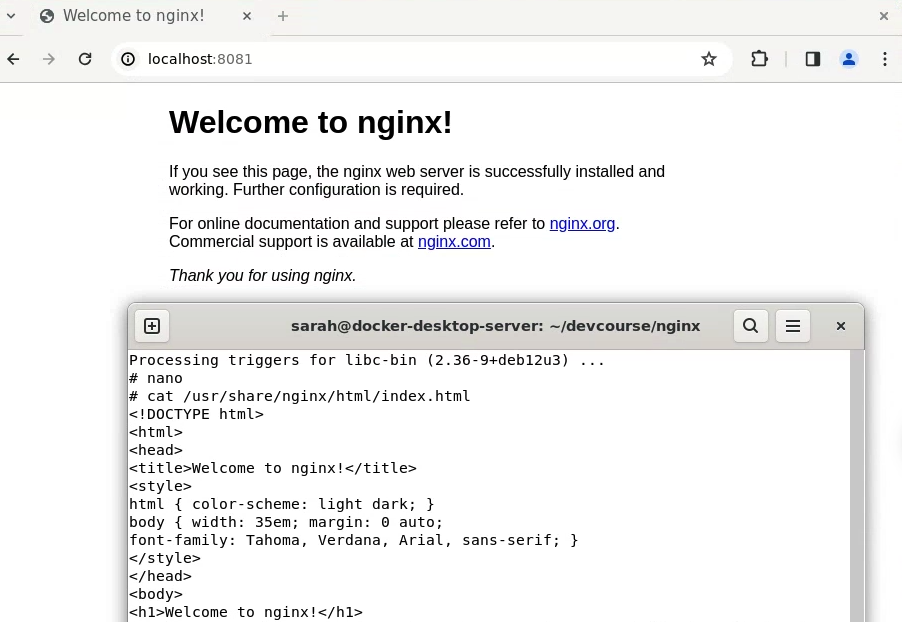 Welcome to nginx!
localhost:8081
Welcome to nginx!
If you see this page, the nginx web server is successfully installed and
working. Further configuration is required.
For online documentation and support please refer to nginx.org.
Commercial support is available at nginx.com.
Thank you for using nginx.
sarah@docker-desktop-server: ~/devcourse/nginx
Processing triggers for libc-bin (2.36-9+deb12u3) ...
# nano
# cat /usr/share/nginx/html/index.html
<!DOCTYPE html>
<html>
<head>
<title>Welcome to nginx!</title>
<style>
html { color-scheme: light dark; }
body { width: 35em; margin: 0 auto;
font-family: Tahoma, Verdana, Arial, sans-serif; }
</style>
</head>
<body>
<h1>Welcome to nginx!</h1>